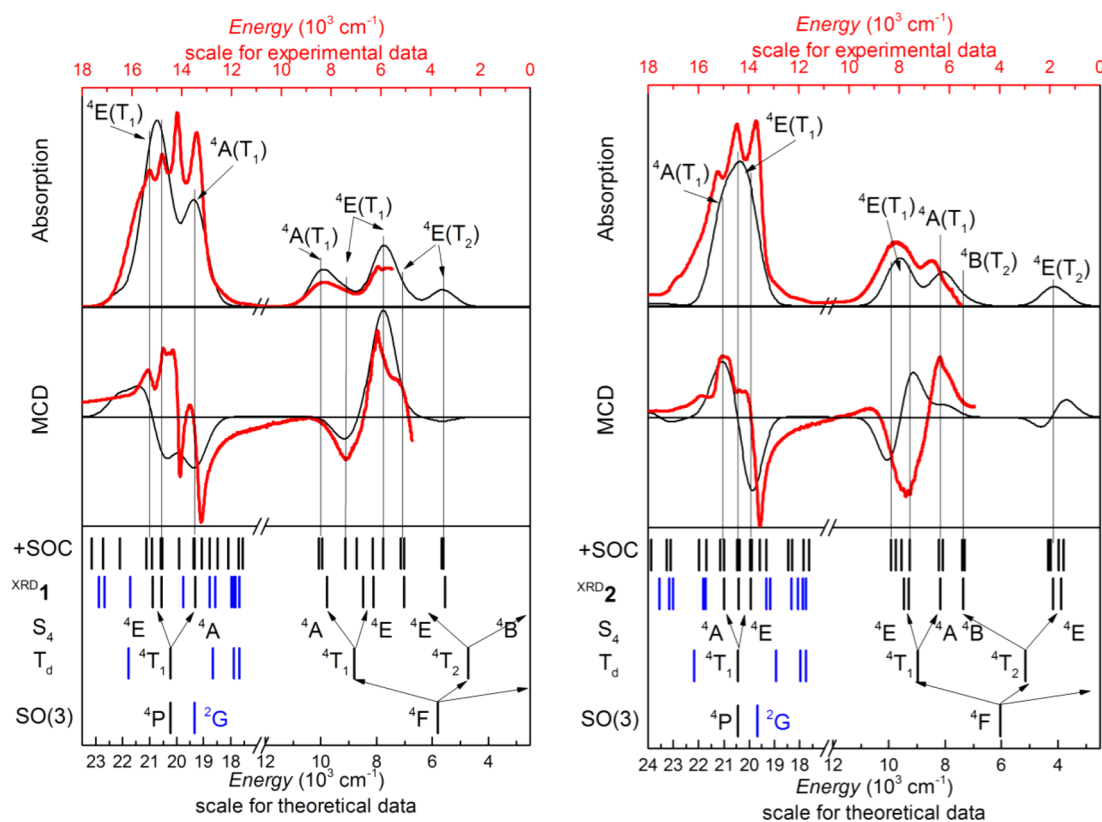 Energy (10³ cm⁻¹)
scale for experimental data
18 16 14 12 10 8 6 4 2 0
Absorption
⁴E(T₁)
⁴A(T₁)
⁴A(T₁)
⁴E(T₁)
⁴E(T₂)
MCD
+SOC
XRD1
S₄
⁴E ⁴A ⁴A ⁴E ⁴E ⁴B
T_d
⁴T₁ ⁴T₁ ⁴T₂
SO(3)
⁴P ²G ⁴F
23 22 21 20 19 18 10 8 6 4
Energy (10³ cm⁻¹)
scale for theoretical data
Energy (10³ cm⁻¹)
scale for experimental data
18 16 14 12 10 8 6 4 2 0
Absorption
⁴A(T₁)
⁴E(T₁)
⁴E(T₁)
⁴A(T₁)
⁴B(T₂)
⁴E(T₂)
MCD
+SOC
XRD2
S₄
⁴A ⁴E ⁴E ⁴A ⁴B ⁴E
T_d
⁴T₁ ⁴T₁ ⁴T₂
SO(3)
⁴P ²G ⁴F
24 23 22 21 20 19 18 10 8 6 4
Energy (10³ cm⁻¹)
scale for theoretical data